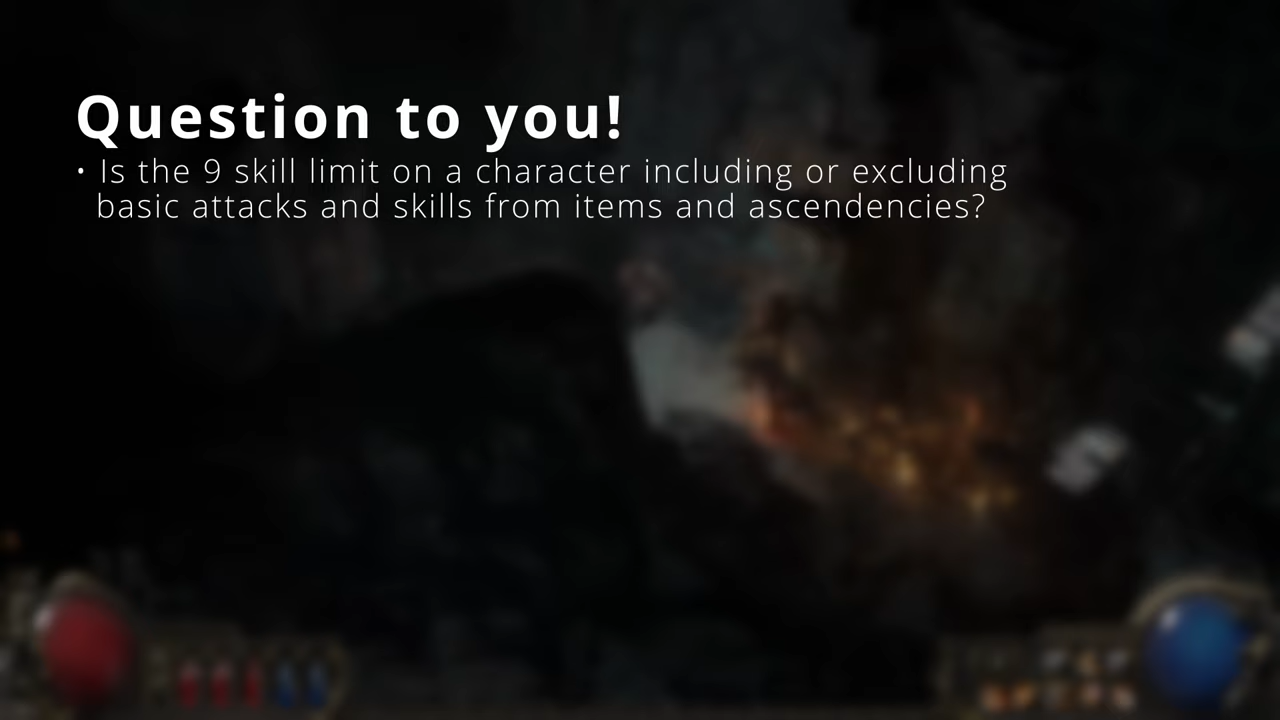 Question to you!
• Is the 9 skill limit on a character including or excluding
basic attacks and skills from items and ascendencies?